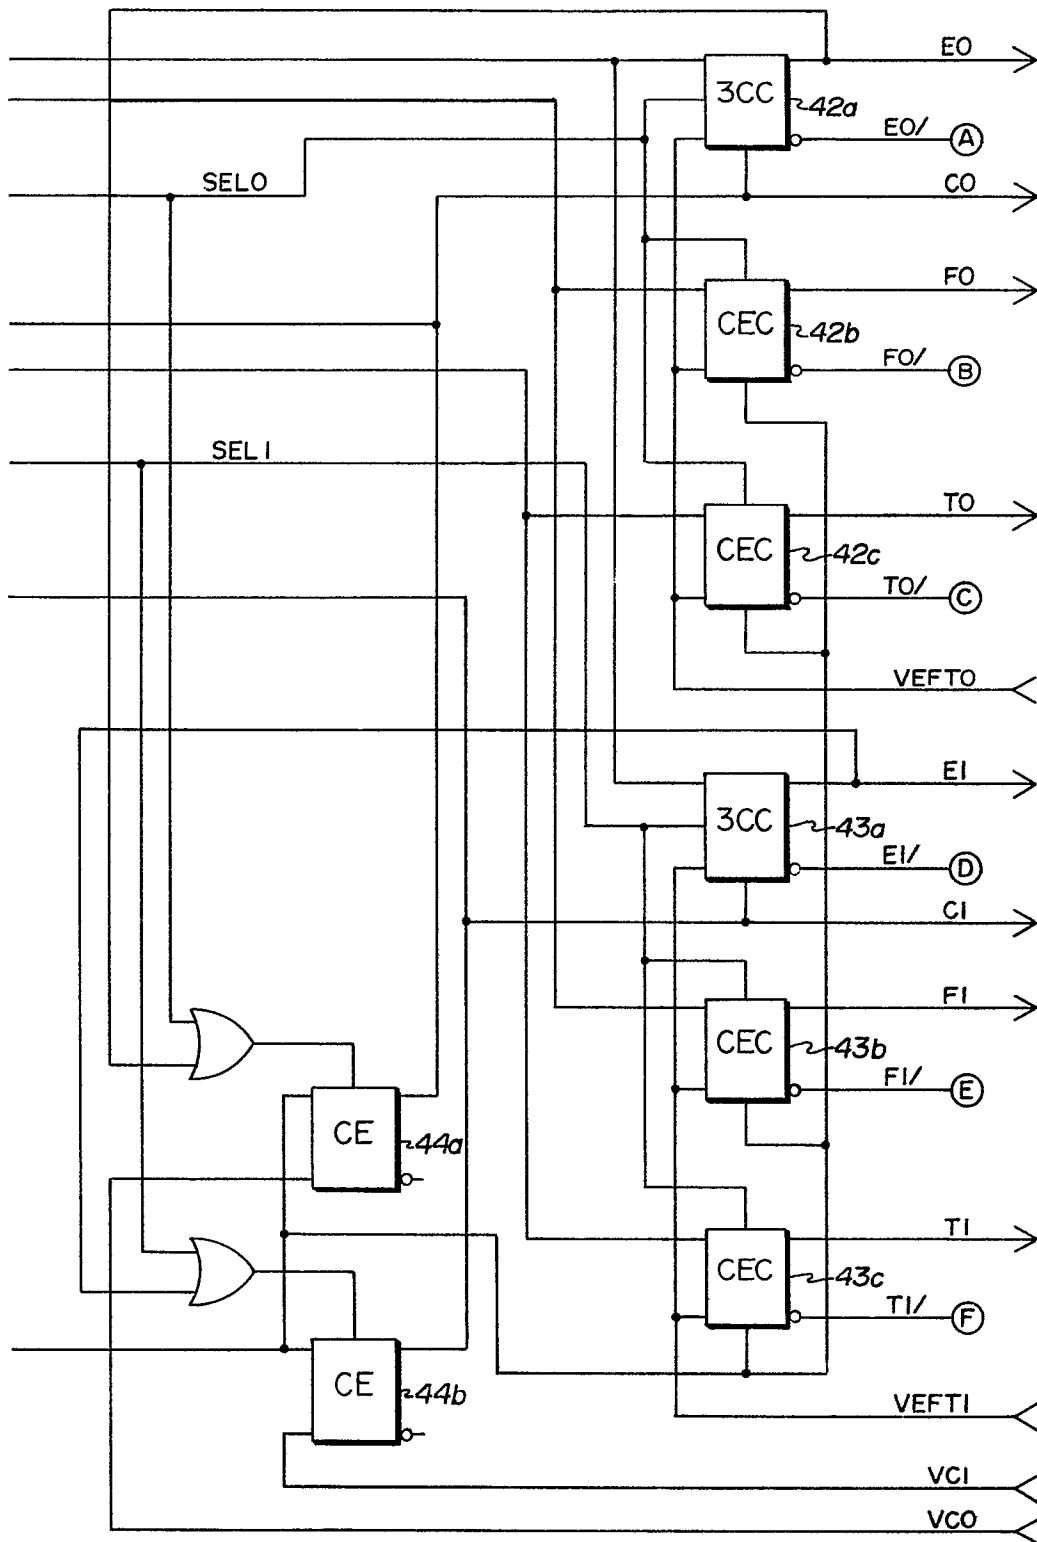 E0
3CC
42a
E0/ A
SEL0
C0
F0
CEC
42b
F0/ B
SEL1
T0
CEC
42c
T0/ C
VEFT0
E1
3CC
43a
E1/ D
C1
F1
CEC
43b
F1/ E
CE
44a
T1
CEC
43c
T1/ F
CE
44b
VEFT1
VC1
VC0